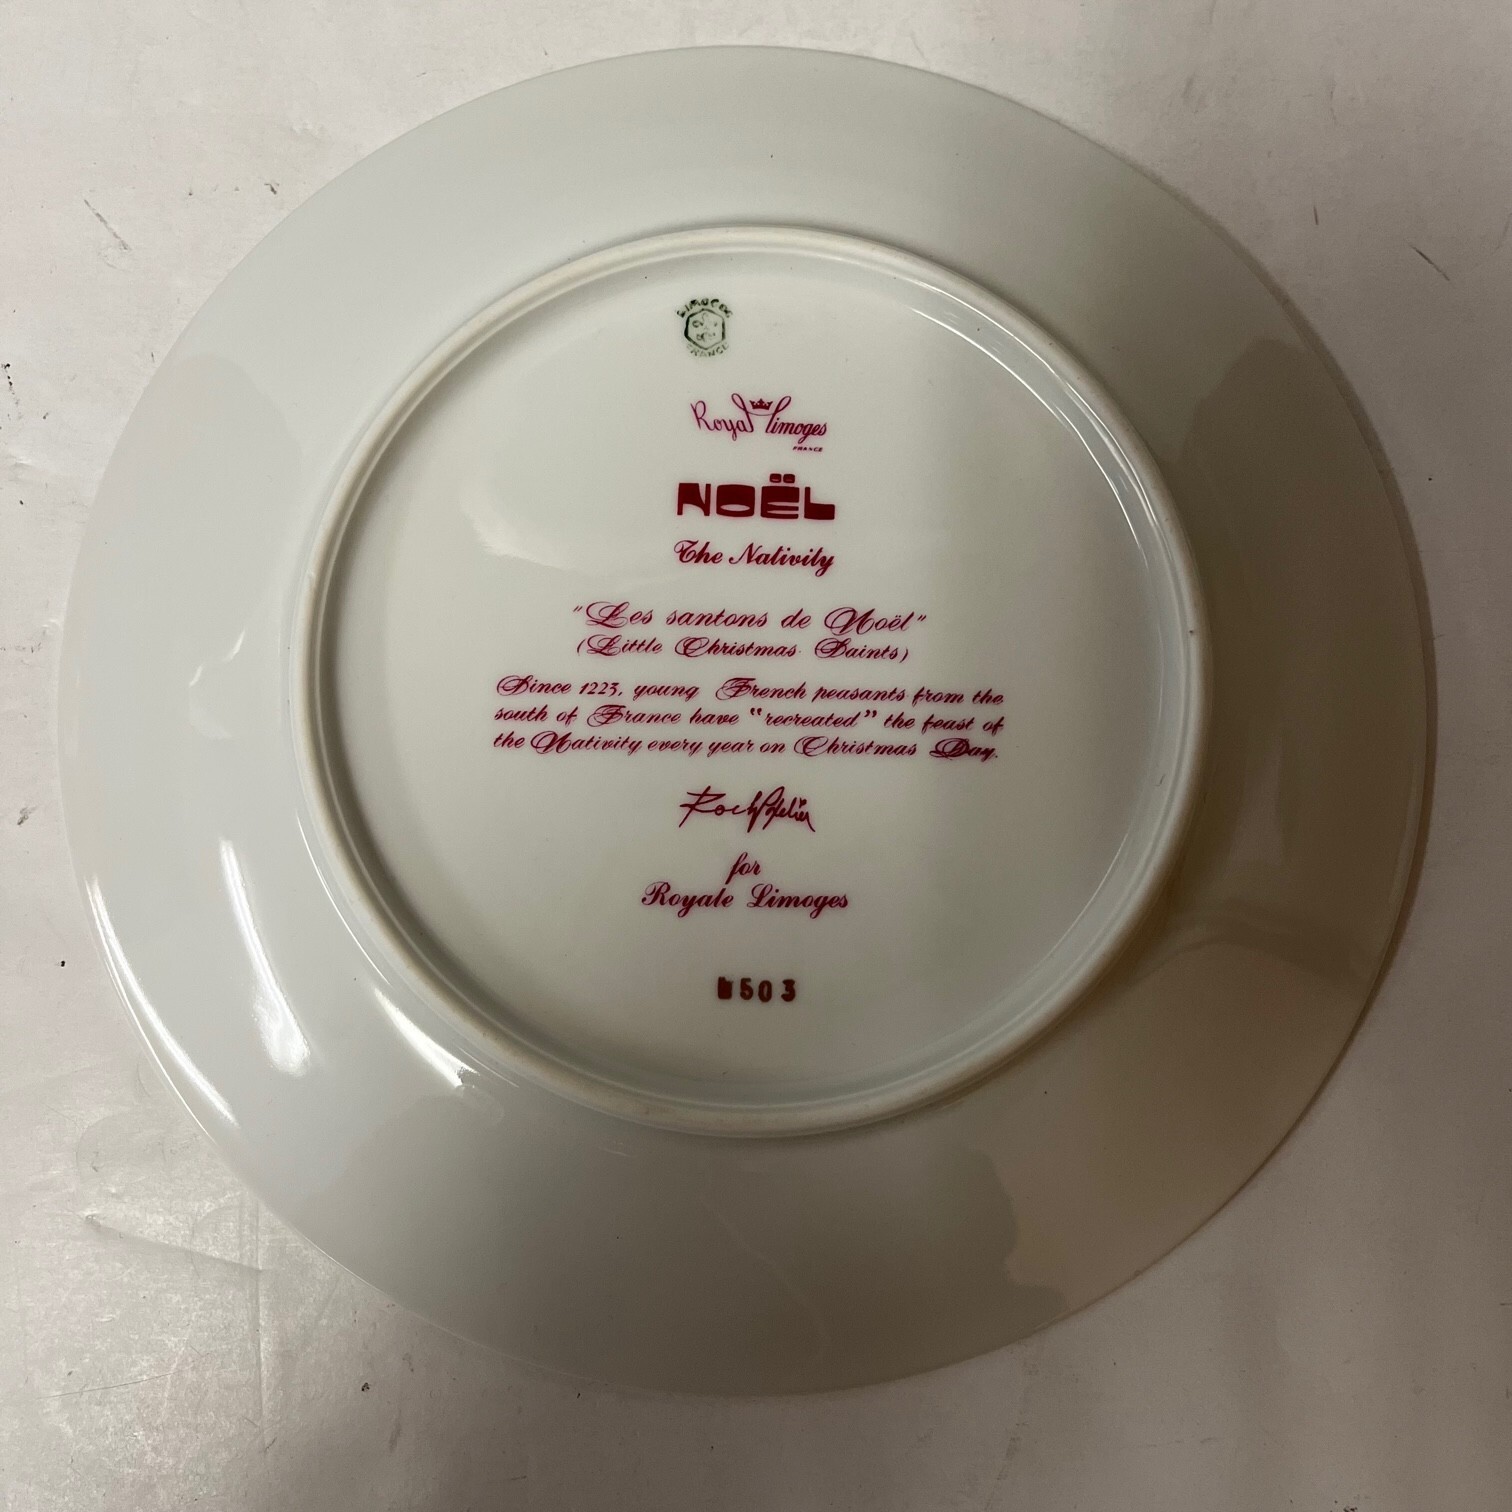 LIMOGES
FRANCE
Royal Limoges
FRANCE
NOËL
The Nativity
"Les santons de Noël"
(Little Christmas Saints)
Since 1223, young French peasants from the
south of France have "recreated" the feast of
the Nativity every year on Christmas Day.
for
Royale Limoges
503